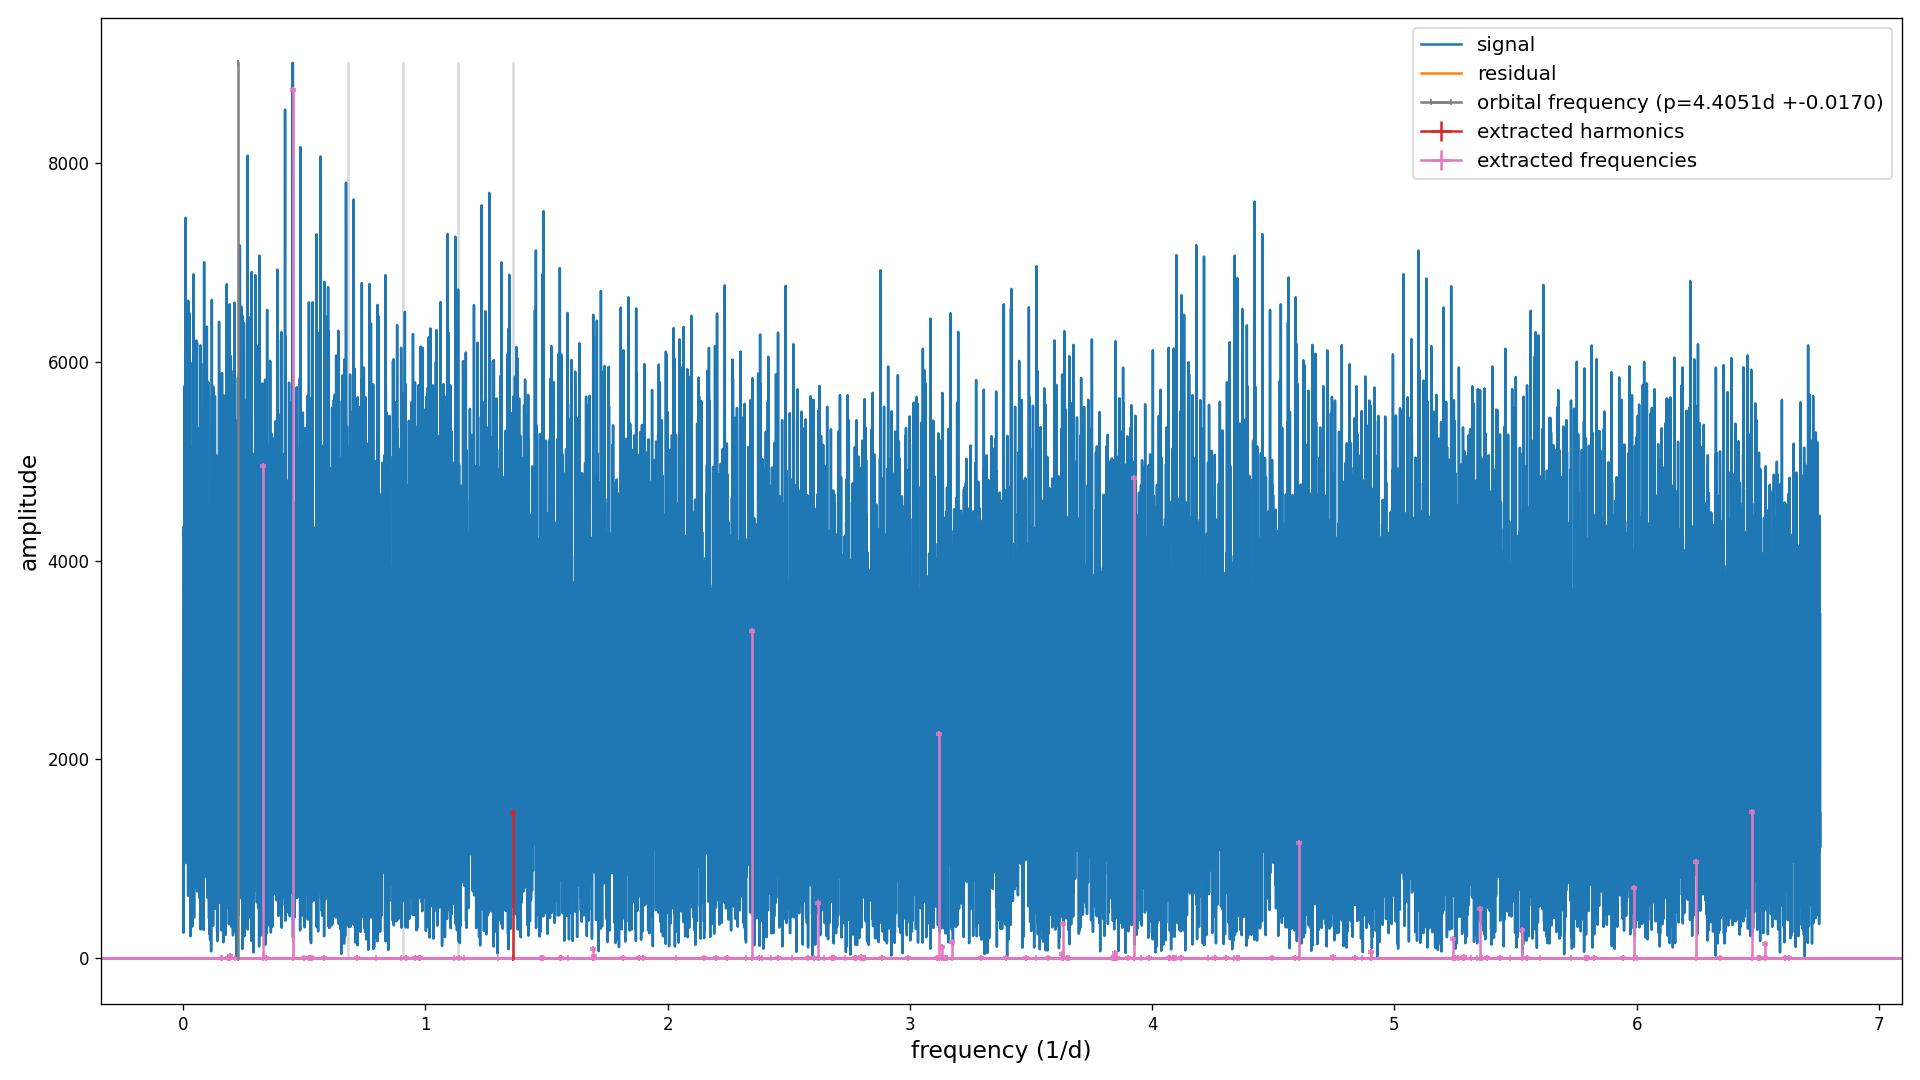 signal
residual
orbital frequency (p=4.4051d +-0.0170)
extracted harmonics
extracted frequencies
8000
6000
4000
2000
0
amplitude
0 1 2 3 4 5 6 7
frequency (1/d)